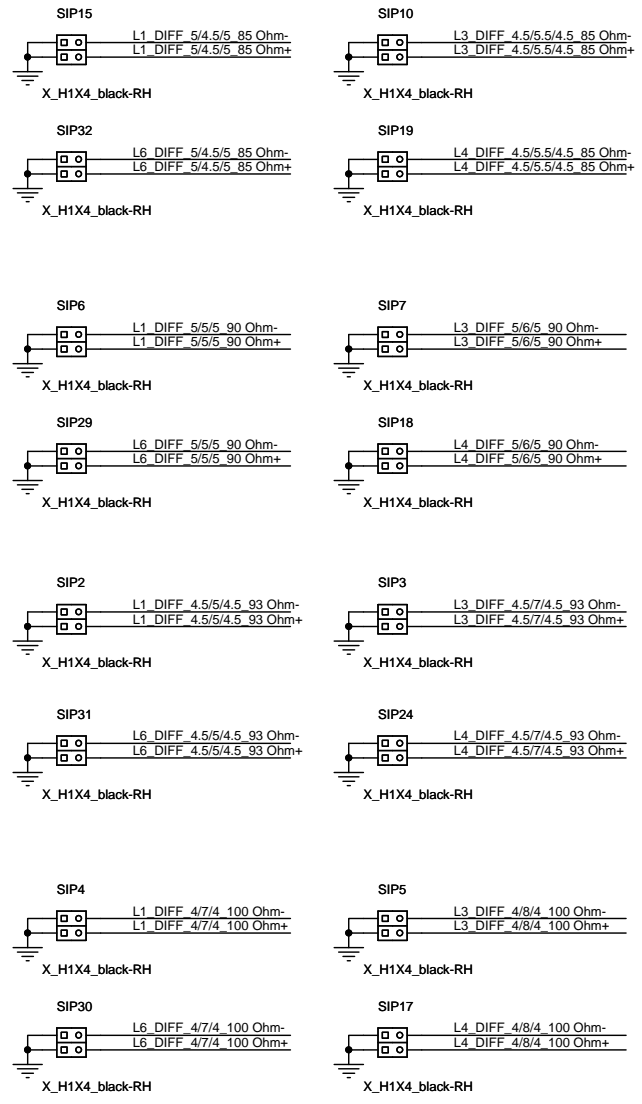 SIP15
L1_DIFF_5/4.5/5_85 Ohm-
L1_DIFF_5/4.5/5_85 Ohm+
X_H1X4_black-RH
SIP10
L3_DIFF_4.5/5.5/4.5_85 Ohm-
L3_DIFF_4.5/5.5/4.5_85 Ohm+
X_H1X4_black-RH
SIP32
L6_DIFF_5/4.5/5_85 Ohm-
L6_DIFF_5/4.5/5_85 Ohm+
X_H1X4_black-RH
SIP19
L4_DIFF_4.5/5.5/4.5_85 Ohm-
L4_DIFF_4.5/5.5/4.5_85 Ohm+
X_H1X4_black-RH
SIP6
L1_DIFF_5/5/5_90 Ohm-
L1_DIFF_5/5/5_90 Ohm+
X_H1X4_black-RH
SIP7
L3_DIFF_5/6/5_90 Ohm-
L3_DIFF_5/6/5_90 Ohm+
X_H1X4_black-RH
SIP29
L6_DIFF_5/5/5_90 Ohm-
L6_DIFF_5/5/5_90 Ohm+
X_H1X4_black-RH
SIP18
L4_DIFF_5/6/5_90 Ohm-
L4_DIFF_5/6/5_90 Ohm+
X_H1X4_black-RH
SIP2
L1_DIFF_4.5/5/4.5_93 Ohm-
L1_DIFF_4.5/5/4.5_93 Ohm+
X_H1X4_black-RH
SIP3
L3_DIFF_4.5/7/4.5_93 Ohm-
L3_DIFF_4.5/7/4.5_93 Ohm+
X_H1X4_black-RH
SIP31
L6_DIFF_4.5/5/4.5_93 Ohm-
L6_DIFF_4.5/5/4.5_93 Ohm+
X_H1X4_black-RH
SIP24
L4_DIFF_4.5/7/4.5_93 Ohm-
L4_DIFF_4.5/7/4.5_93 Ohm+
X_H1X4_black-RH
SIP4
L1_DIFF_4/7/4_100 Ohm-
L1_DIFF_4/7/4_100 Ohm+
X_H1X4_black-RH
SIP5
L3_DIFF_4/8/4_100 Ohm-
L3_DIFF_4/8/4_100 Ohm+
X_H1X4_black-RH
SIP30
L6_DIFF_4/7/4_100 Ohm-
L6_DIFF_4/7/4_100 Ohm+
X_H1X4_black-RH
SIP17
L4_DIFF_4/8/4_100 Ohm-
L4_DIFF_4/8/4_100 Ohm+
X_H1X4_black-RH